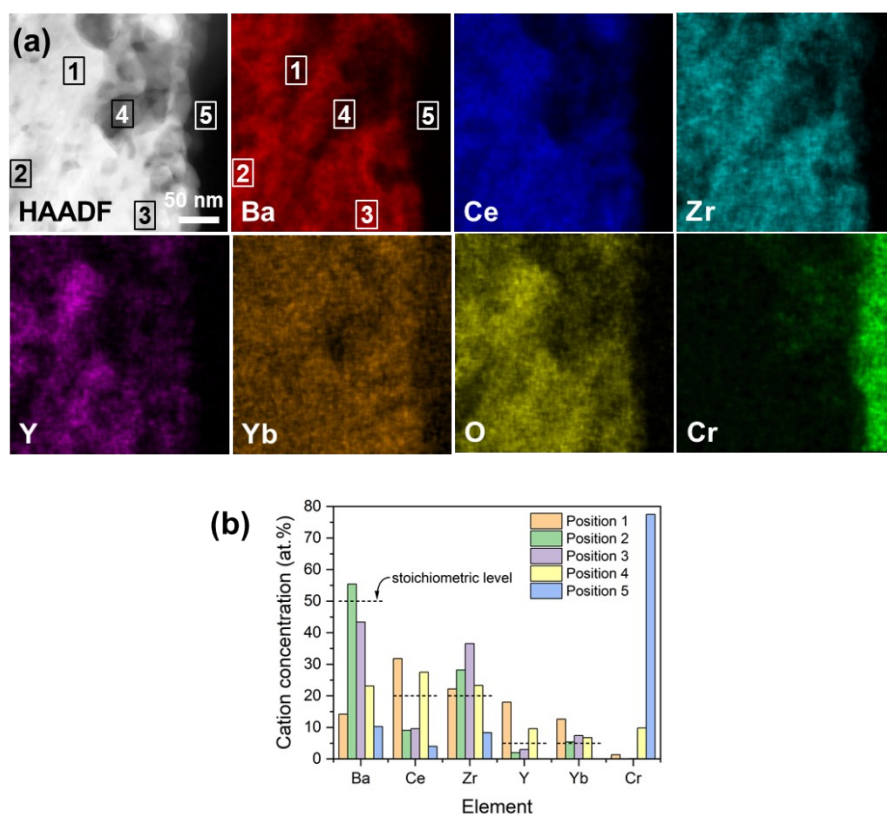 (a)
1
2
3
4
5
HAADF
50 nm
1
2
3
4
5
Ba
Ce
Zr
Y
Yb
O
Cr
(b)
Cation concentration (at.%)
80
70
60
50
40
30
20
10
0
stoichiometric level
Position 1
Position 2
Position 3
Position 4
Position 5
Ba Ce Zr Y Yb Cr
Element